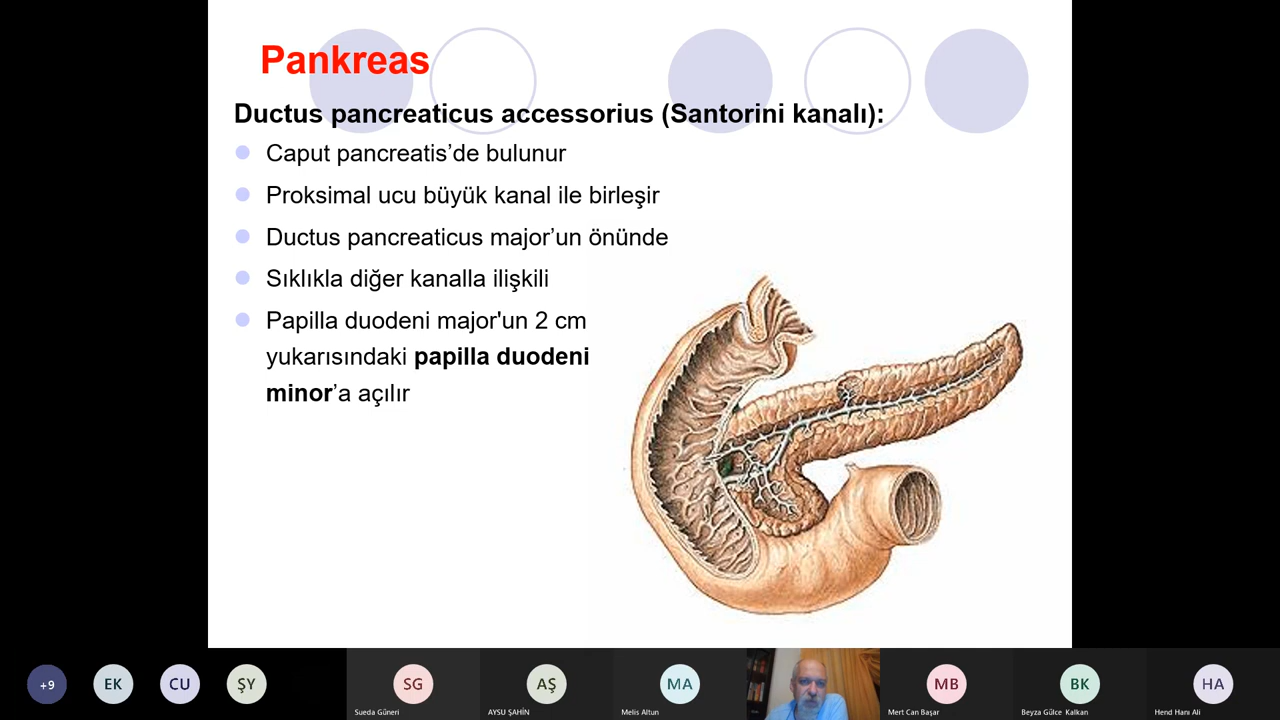 Pankreas
Ductus pancreaticus accessorius (Santorini kanalı):
Caput pancreatis’de bulunur
Proksimal ucu büyük kanal ile birleşir
Ductus pancreaticus major’un önünde
Sıklıkla diğer kanalla ilişkili
Papilla duodeni major'un 2 cm
yukarısındaki papilla duodeni
minor’a açılır
+9
EK
CU
ŞY
SG
AŞ
MA
MB
BK
HA
Sueda Güneri
AYSU ŞAHİN
Melis Altun
Mert Can Başar
Beyza Gülce Kalkan
Hend Hanı Ali